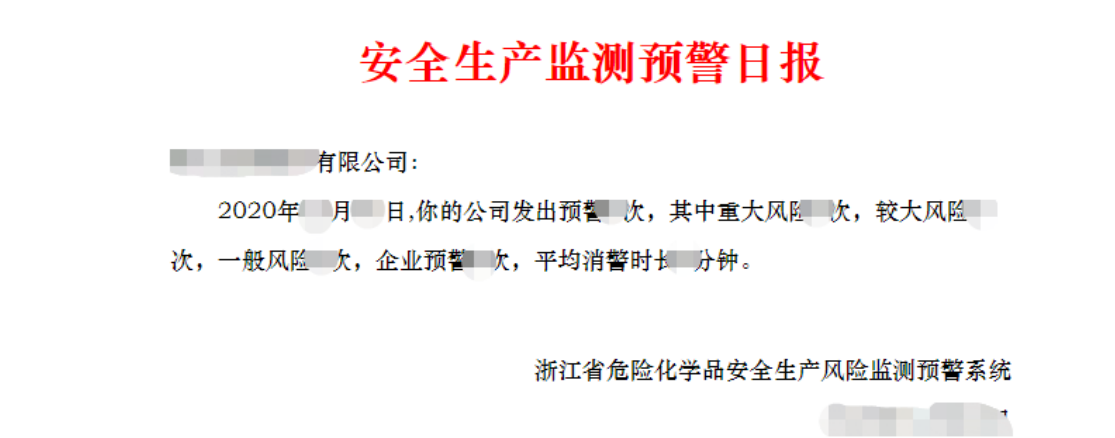 安全生产监测预警日报
有限公司:
2020年 月 日,你的公司发出预警 次，其中重大风险 次，较大风险
次，一般风险 次，企业预警 次，平均消警时长 分钟。
浙江省危险化学品安全生产风险监测预警系统